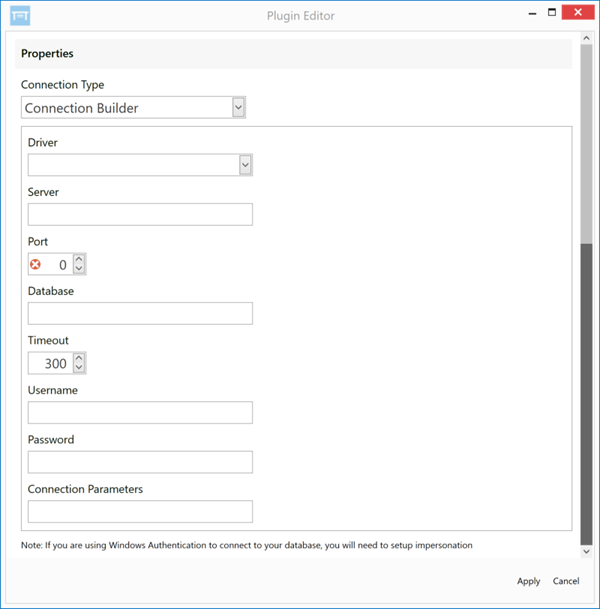 Plugin Editor
Properties
Connection Type
Connection Builder
Driver
Server
Port
0
Database
Timeout
300
Username
Password
Connection Parameters
Note: If you are using Windows Authentication to connect to your database, you will need to setup impersonation
Apply Cancel